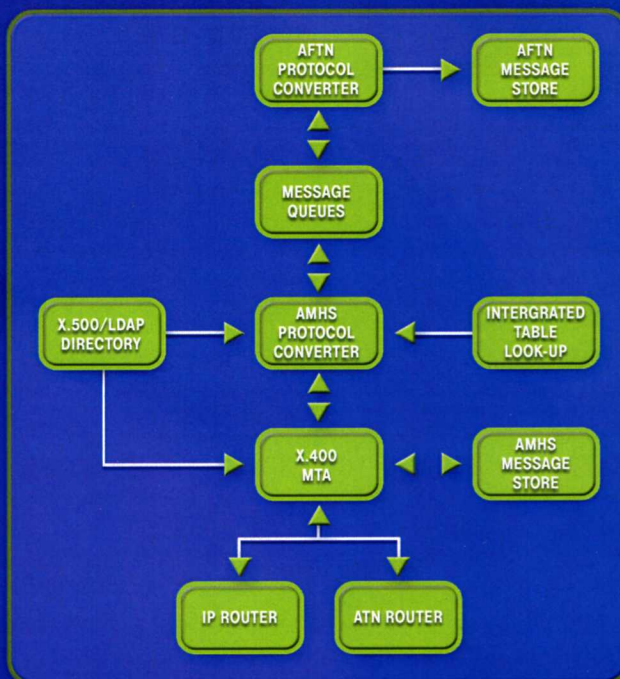 AFTN
PROTOCOL
CONVERTER
AFTN
MESSAGE
STORE
MESSAGE
QUEUES
X.500/LDAP
DIRECTORY
AMHS
PROTOCOL
CONVERTER
INTERGRATED
TABLE
LOOK-UP
X.400
MTA
AMHS
MESSAGE
STORE
IP ROUTER
ATN ROUTER